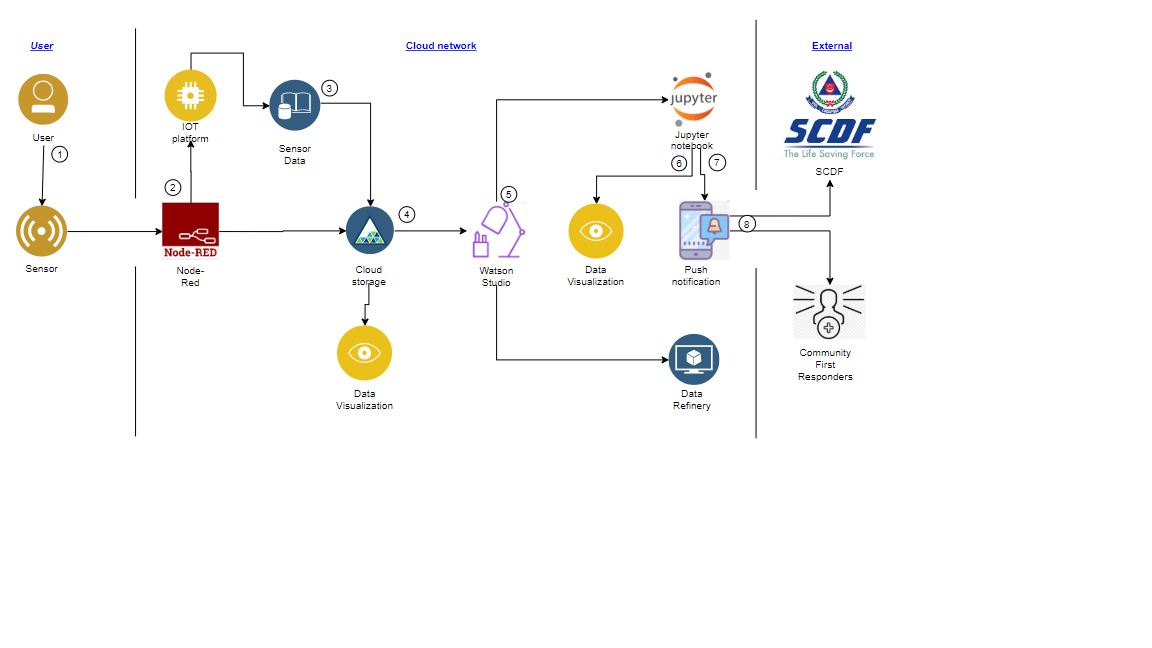 User
Cloud network
External
User
1
IOT
platform
2
Sensor
Data
3
Sensor
Node-RED
Node-
Red
Cloud
storage
4
Data
Visualization
5
Watson
Studio
jupyter
Jupyter
notebook
6
7
Data
Visualization
Push
notification
8
Data
Refinery
SCDF
The Life Saving Force
SCDF
Community
First
Responders